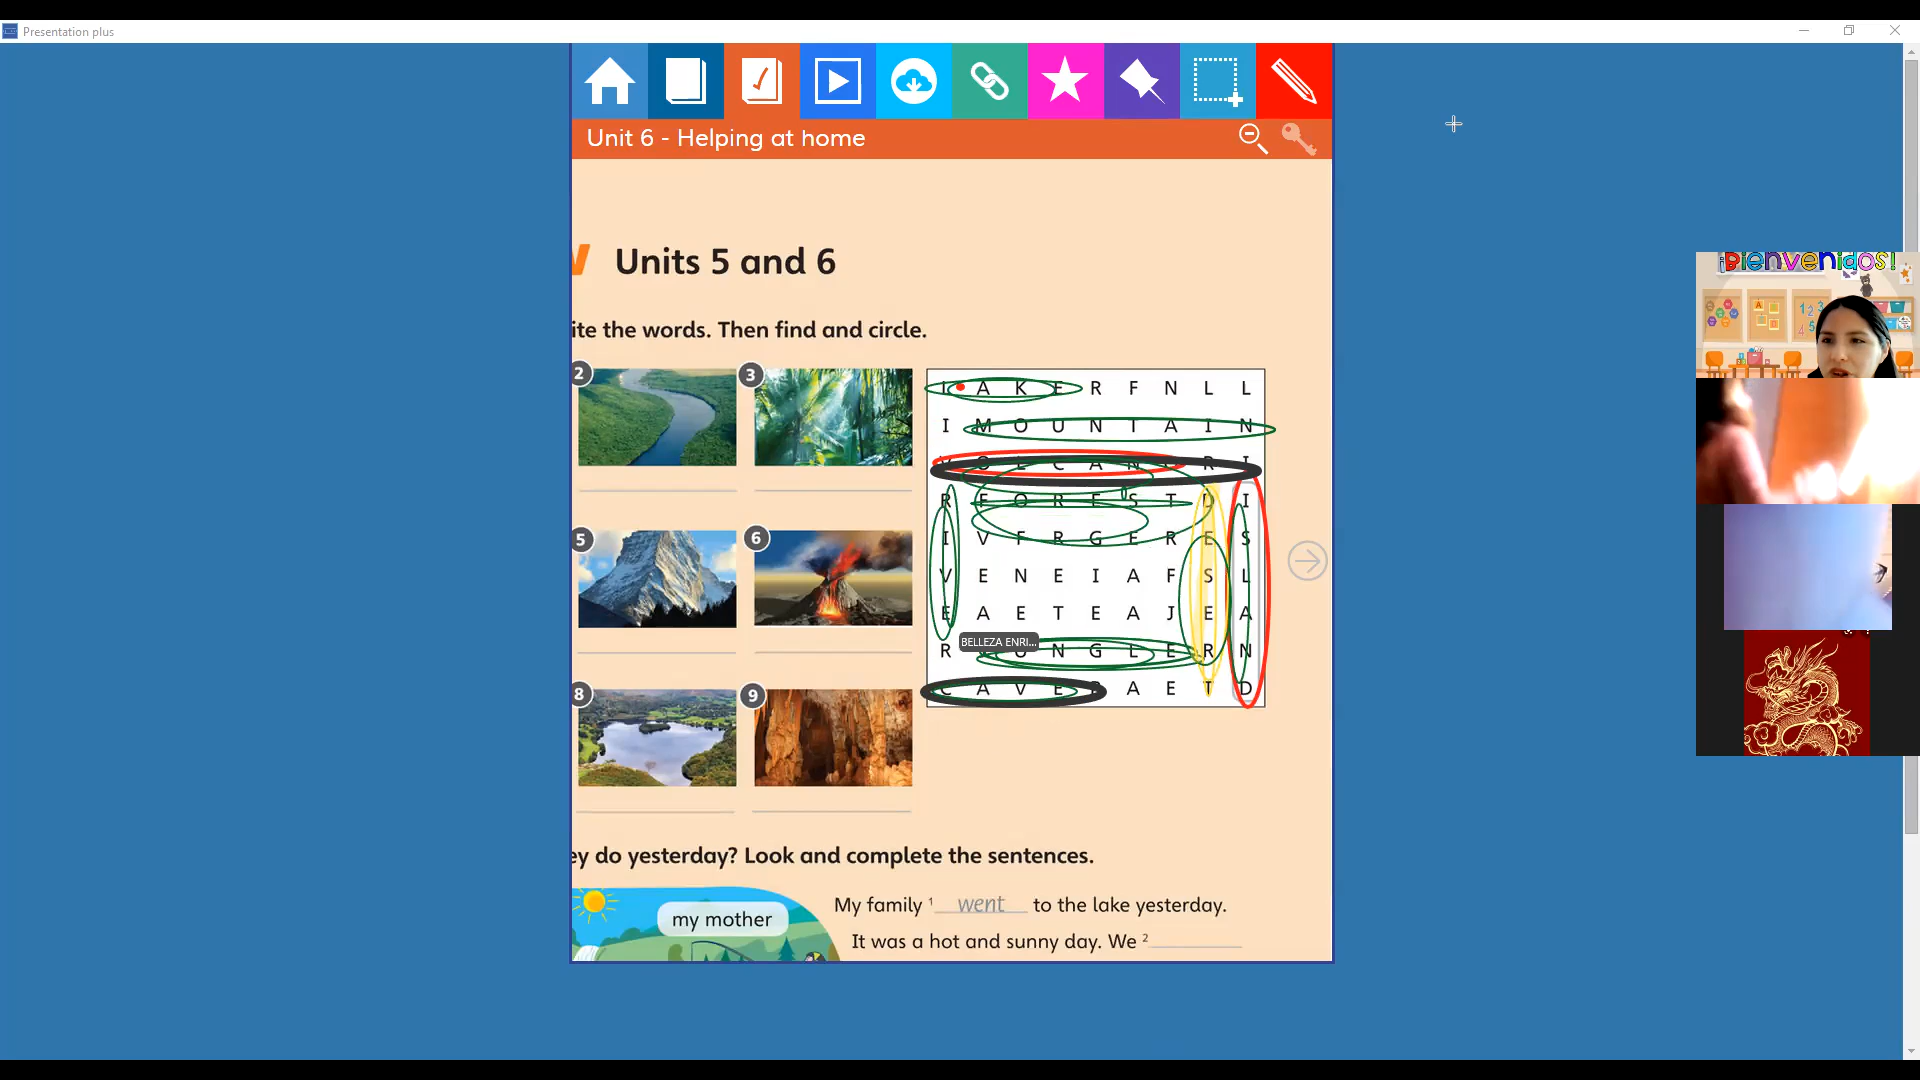 Presentation plus
Unit 6 - Helping at home
Units 5 and 6
ite the words. Then find and circle.
2
3
L A K E R F N L L
I M O U N T A I N
V O L C A N O R I
R F O R E S T D I
I V F R G E R E S
V E N E I A F S L
E A E T E A J E A
R U N G L E R N
C A V E A E T D
BELLEZA ENRI...
5
6
8
9
ey do yesterday? Look and complete the sentences.
my mother
My family 1 went to the lake yesterday.
It was a hot and sunny day. We 2
¡Bienvenidos!